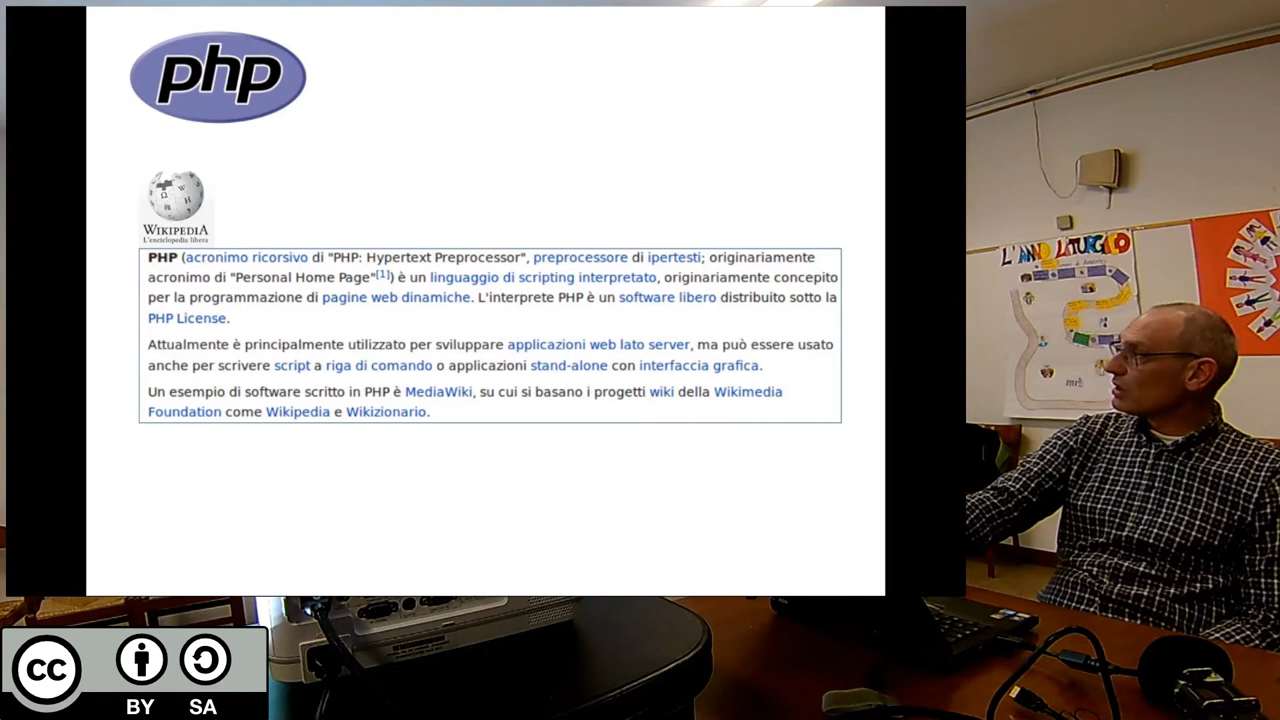 php
WIKIPEDIA
L'enciclopedia libera
PHP (acronimo ricorsivo di "PHP: Hypertext Preprocessor", preprocessore di ipertesti; originariamente
acronimo di "Personal Home Page"[1]) è un linguaggio di scripting interpretato, originariamente concepito
per la programmazione di pagine web dinamiche. L'interprete PHP è un software libero distribuito sotto la
PHP License.
Attualmente è principalmente utilizzato per sviluppare applicazioni web lato server, ma può essere usato
anche per scrivere script a riga di comando o applicazioni stand-alone con interfaccia grafica.
Un esempio di software scritto in PHP è MediaWiki, su cui si basano i progetti wiki della Wikimedia
Foundation come Wikipedia e Wikizionario.
L'ANNO LITURGICO
cc
BY SA